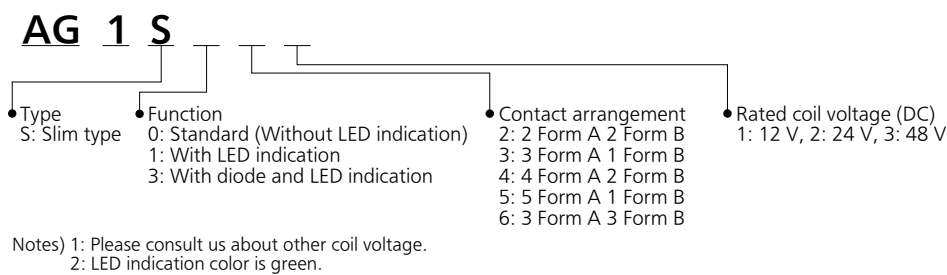 AG 1 S
Type
S: Slim type
Function
0: Standard (Without LED indication)
1: With LED indication
3: With diode and LED indication
Contact arrangement
2: 2 Form A 2 Form B
3: 3 Form A 1 Form B
4: 4 Form A 2 Form B
5: 5 Form A 1 Form B
6: 3 Form A 3 Form B
Rated coil voltage (DC)
1: 12 V, 2: 24 V, 3: 48 V
Notes) 1: Please consult us about other coil voltage.
2: LED indication color is green.